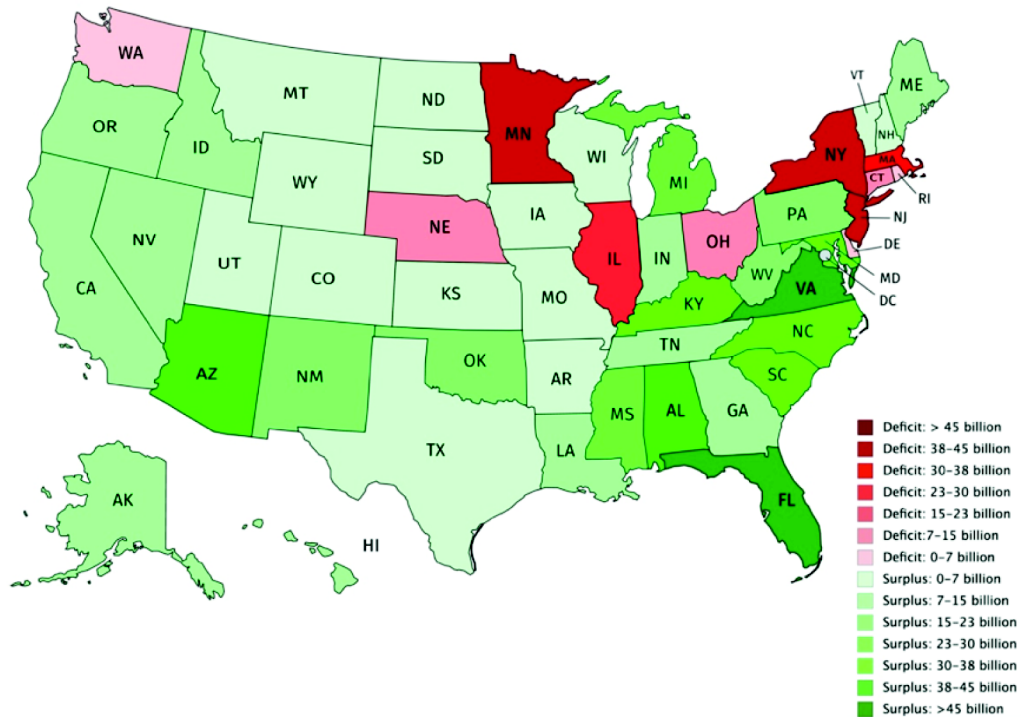 WA
MT
ND
MN
VT
ME
OR
ID
SD
WI
NY
NH
MA
WY
MI
CT
RI
NE
IA
PA
NJ
NV
OH
DE
UT
IL
IN
WV
MD
CA
CO
KS
MO
KY
VA
DC
AZ
NM
OK
TN
NC
AR
SC
MS
AL
GA
TX
LA
AK
FL
HI
Deficit: > 45 billion
Deficit: 38-45 billion
Deficit: 30-38 billion
Deficit: 23-30 billion
Deficit: 15-23 billion
Deficit:7-15 billion
Deficit: 0-7 billion
Surplus: 0-7 billion
Surplus: 7-15 billion
Surplus: 15-23 billion
Surplus: 23-30 billion
Surplus: 30-38 billion
Surplus: 38-45 billion
Surplus: >45 billion